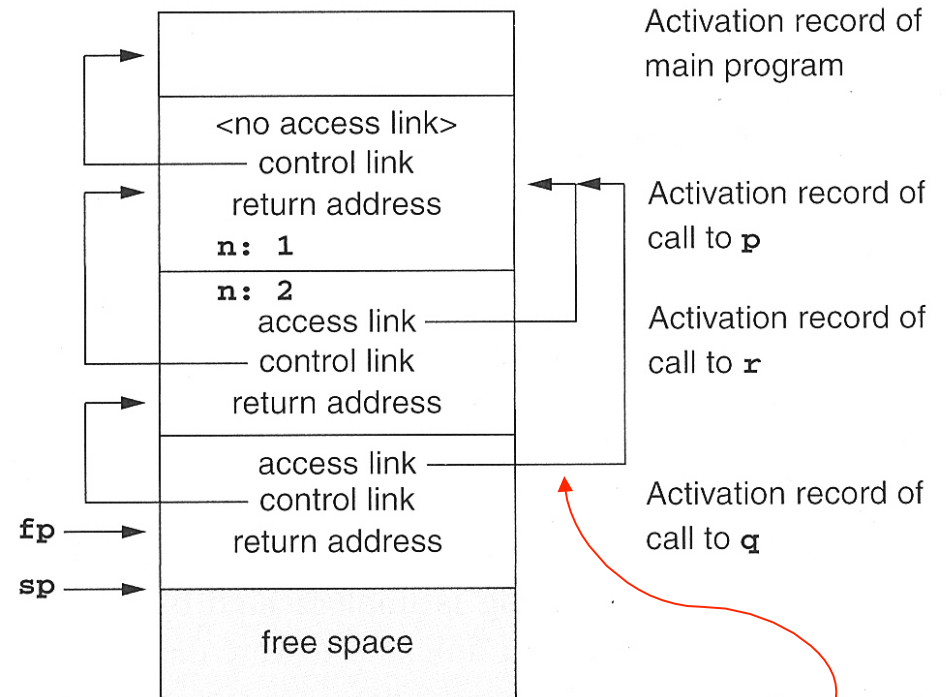 Activation record of
main program
<no access link>
control link
return address
n: 1
Activation record of
call to p
n: 2
access link
control link
return address
Activation record of
call to r
access link
control link
return address
Activation record of
call to q
fp
sp
free space